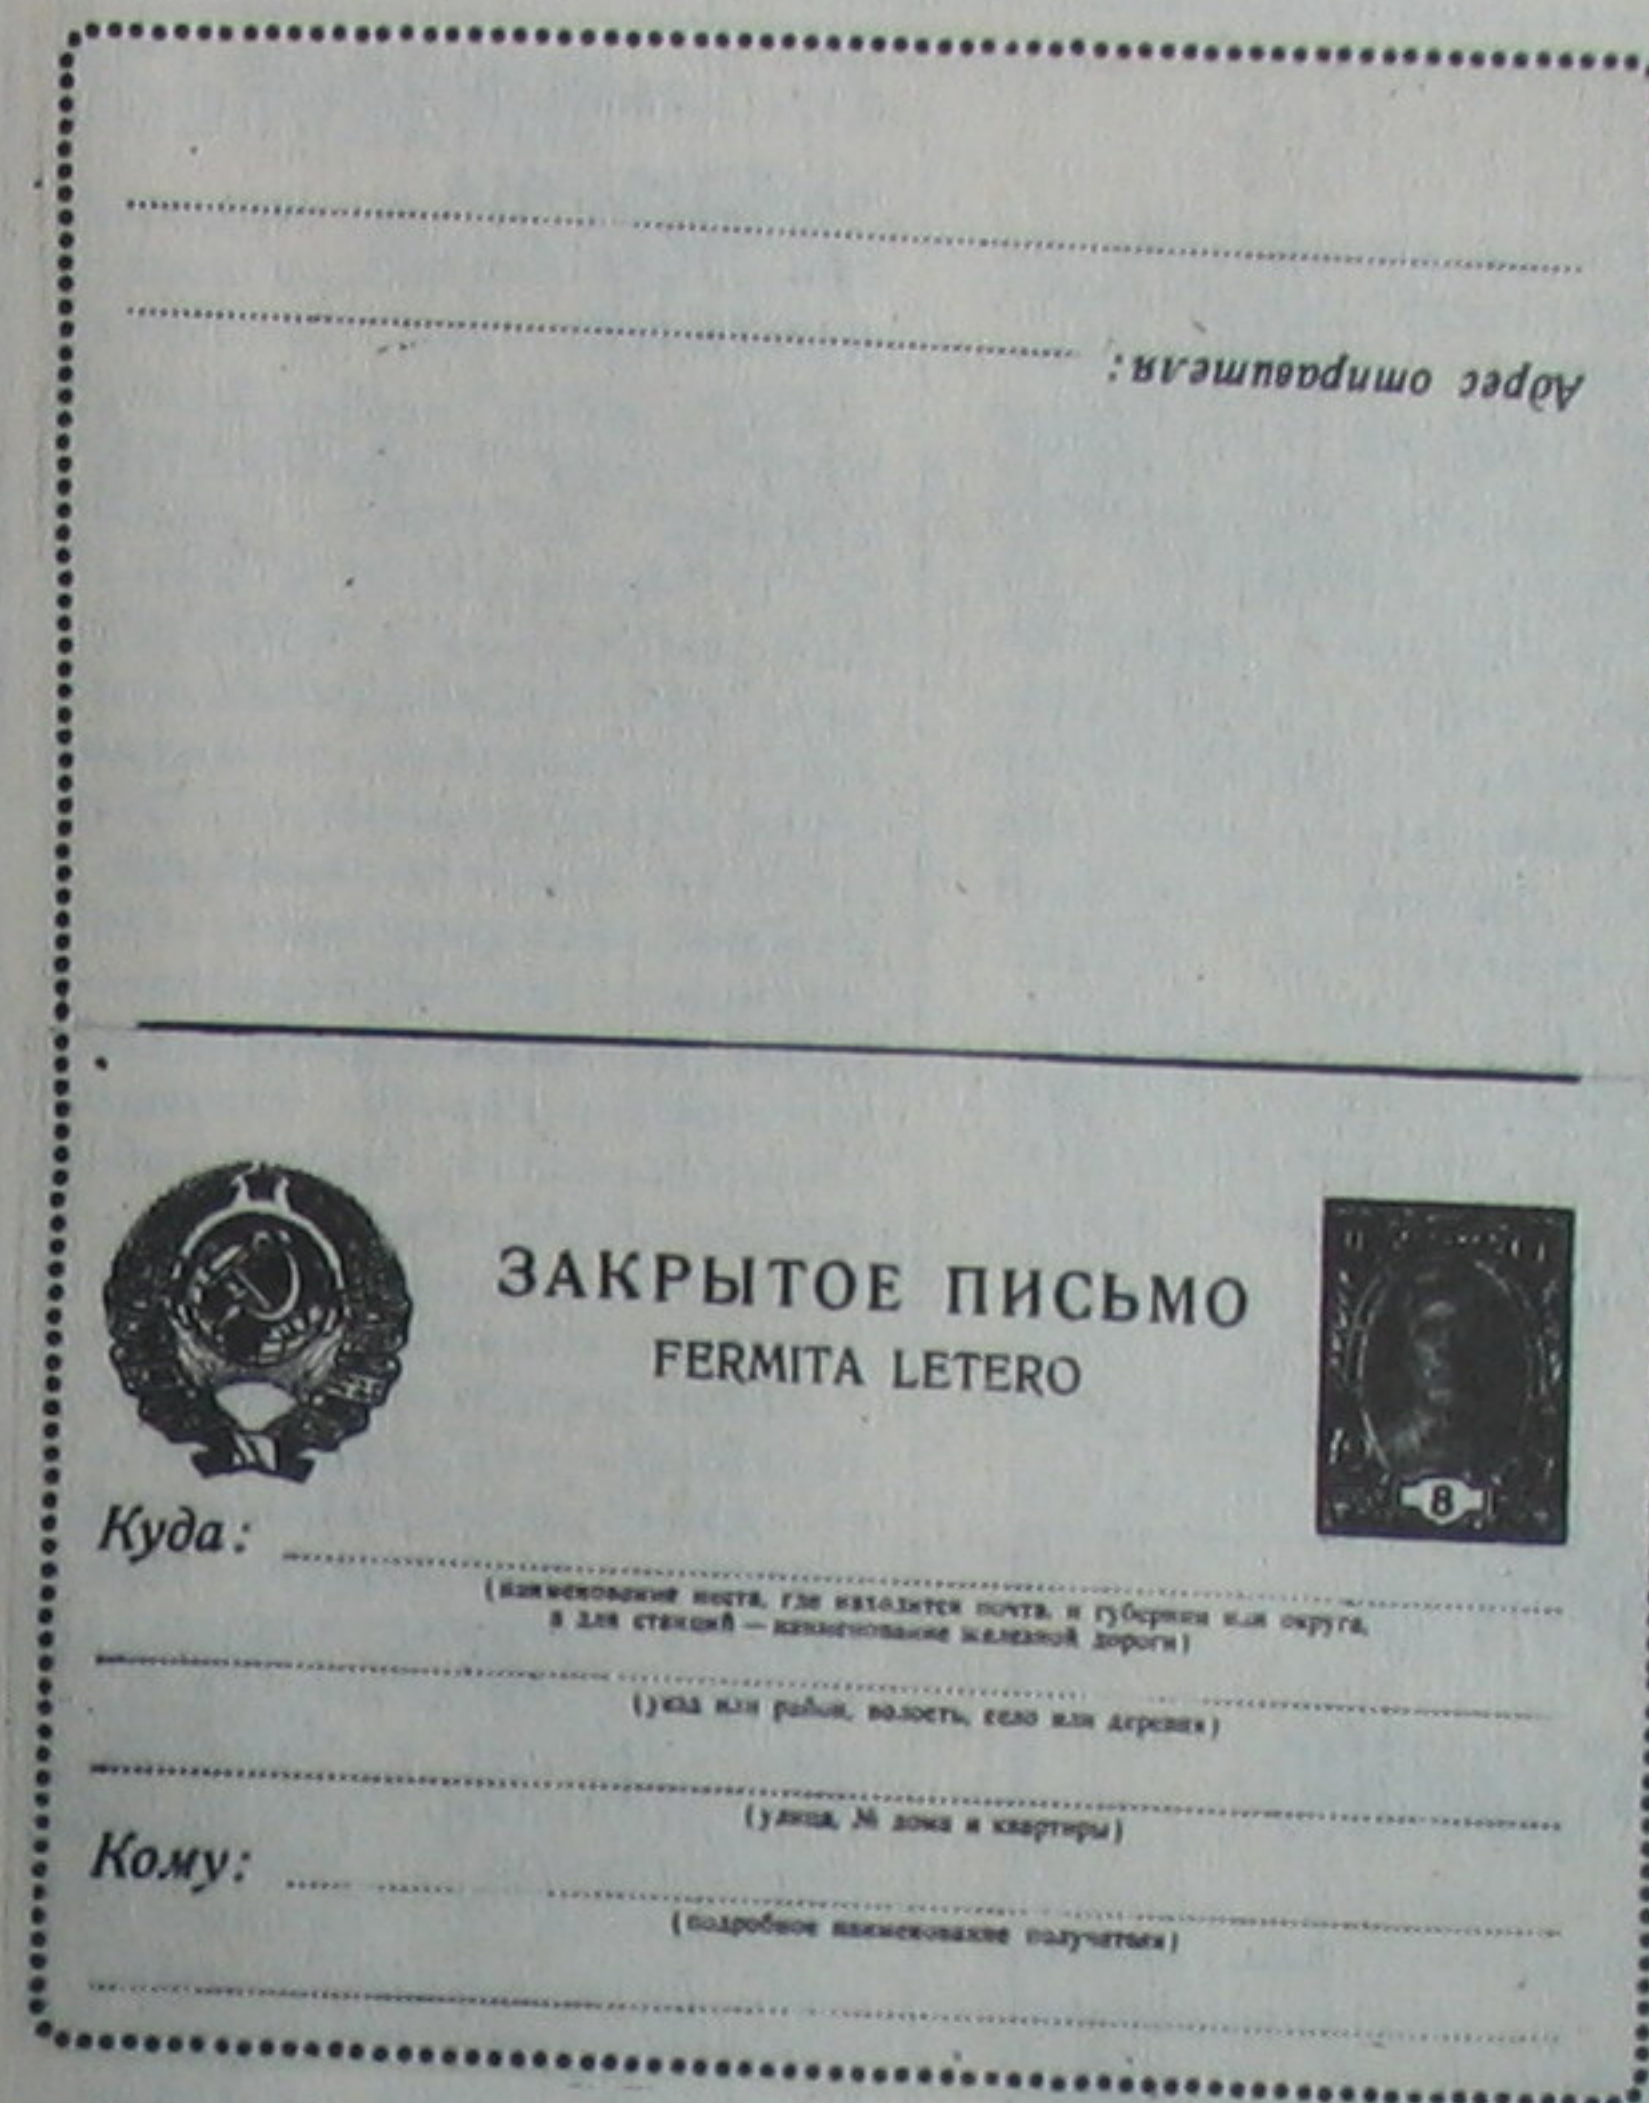 Адрес отправителя:
ЗАКРЫТОЕ ПИСЬМО
FERMITA LETERO
8
Куда:
(наименование места, где находится почта, и губернии или округа,
а для станций — наименование железной дороги)
(уезд или район, волость, село или деревня)
(улица, № дома и квартиры)
Кому:
(подробное наименование получателя)